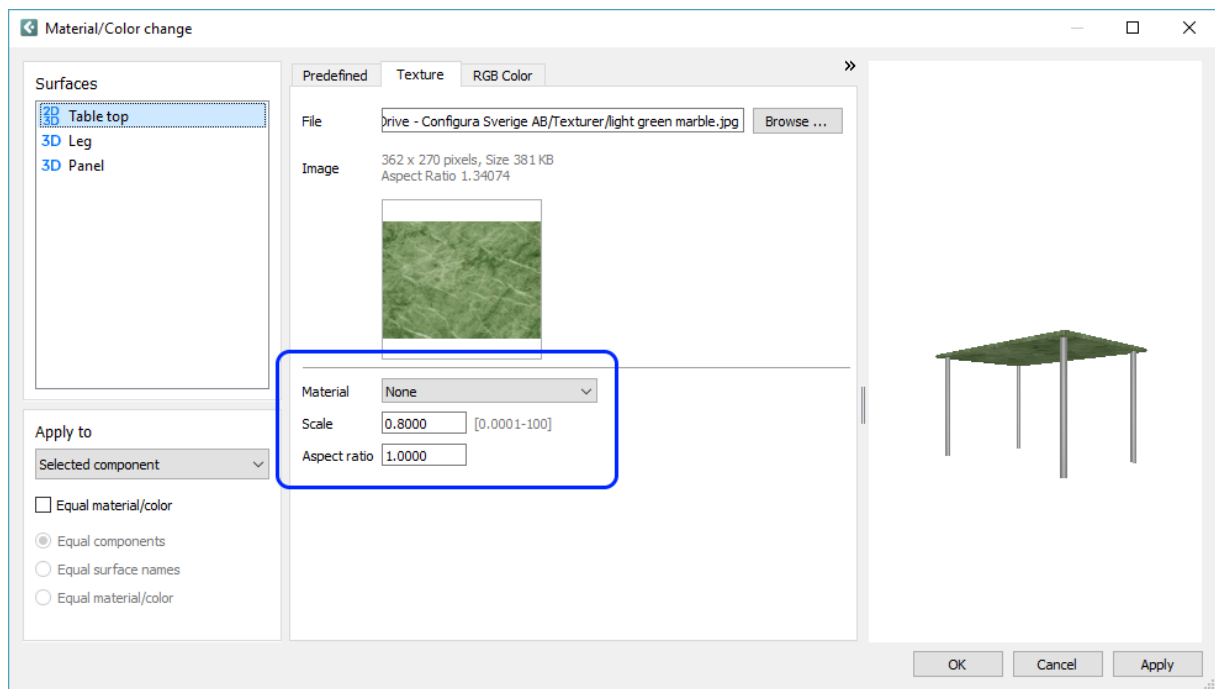 Material/Color change
Surfaces
2D
3D Table top
3D Leg
3D Panel
Apply to
Selected component
Equal material/color
Equal components
Equal surface names
Equal material/color
Predefined Texture RGB Color »
File Drive - Configura Sverige AB/Texturer/light green marble.jpg Browse ...
Image 362 x 270 pixels, Size 381 KB
Aspect Ratio 1.34074
Material None
Scale 0.8000 [0.0001-100]
Aspect ratio 1.0000
OK Cancel Apply